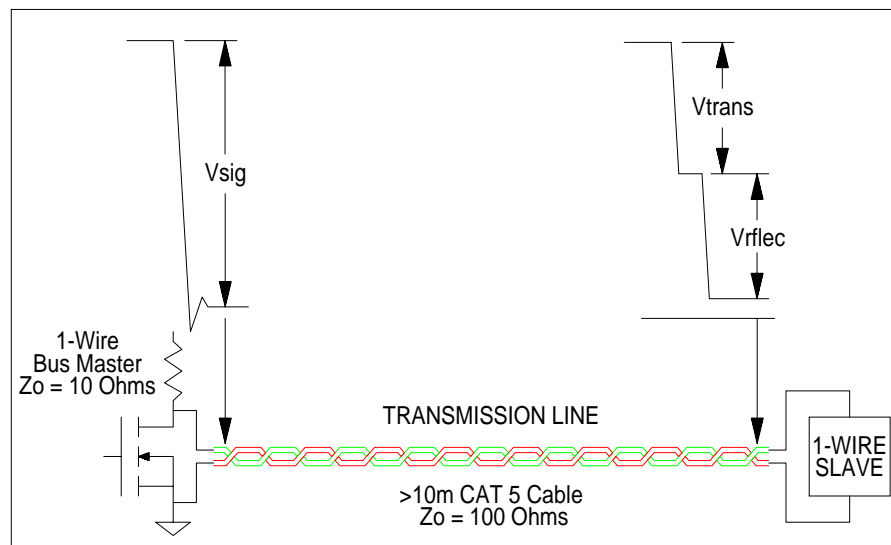 Vsig
Vtrans
Vrflec
1-Wire
Bus Master
Zo = 10 Ohms
TRANSMISSION LINE
>10m CAT 5 Cable
Zo = 100 Ohms
1-WIRE
SLAVE